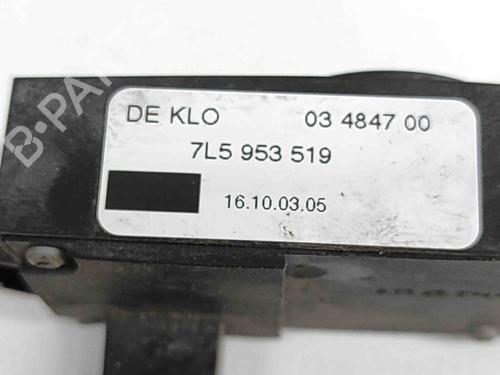 B-PARTS
DE KLO 03 4847 00
7L5 953 519
16.10.03.05